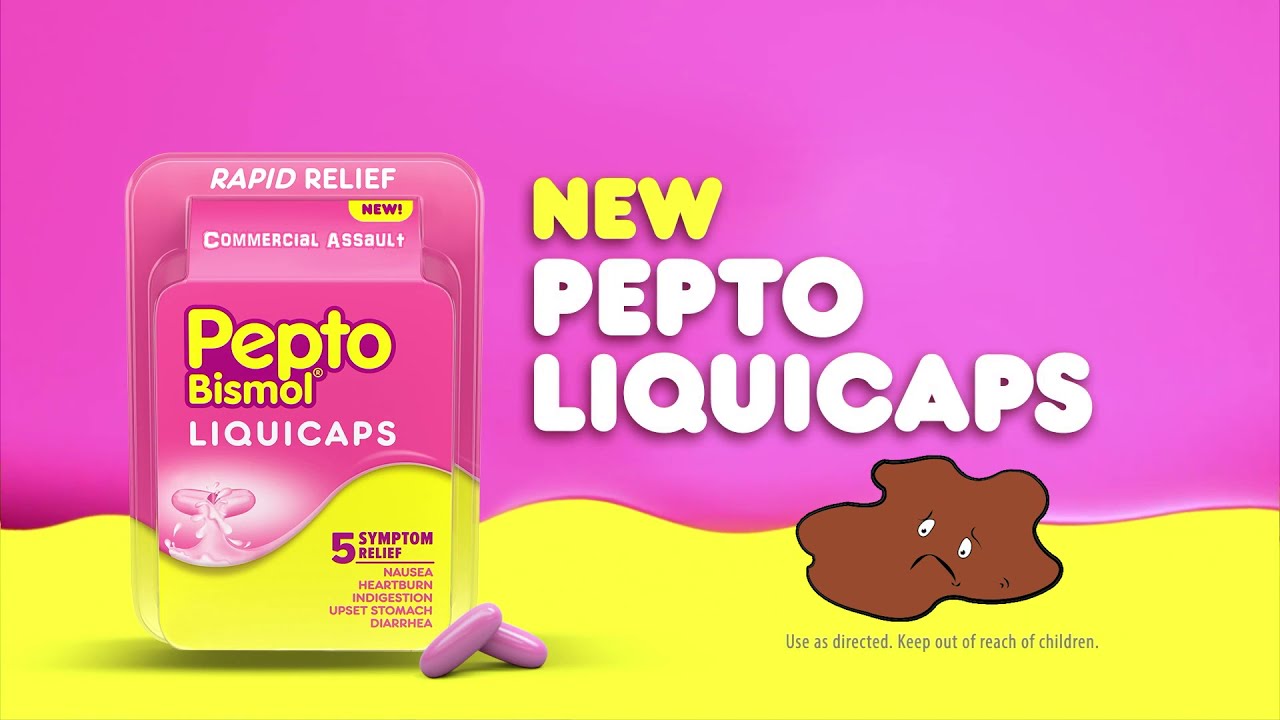 RAPID RELIEF
NEW!
COMMERCIAL ASSAULT
Pepto
Bismol®
LIQUICAPS
5 SYMPTOM
RELIEF
NAUSEA
HEARTBURN
INDIGESTION
UPSET STOMACH
DIARRHEA
NEW
PEPTO
LIQUICAPS
Use as directed. Keep out of reach of children.